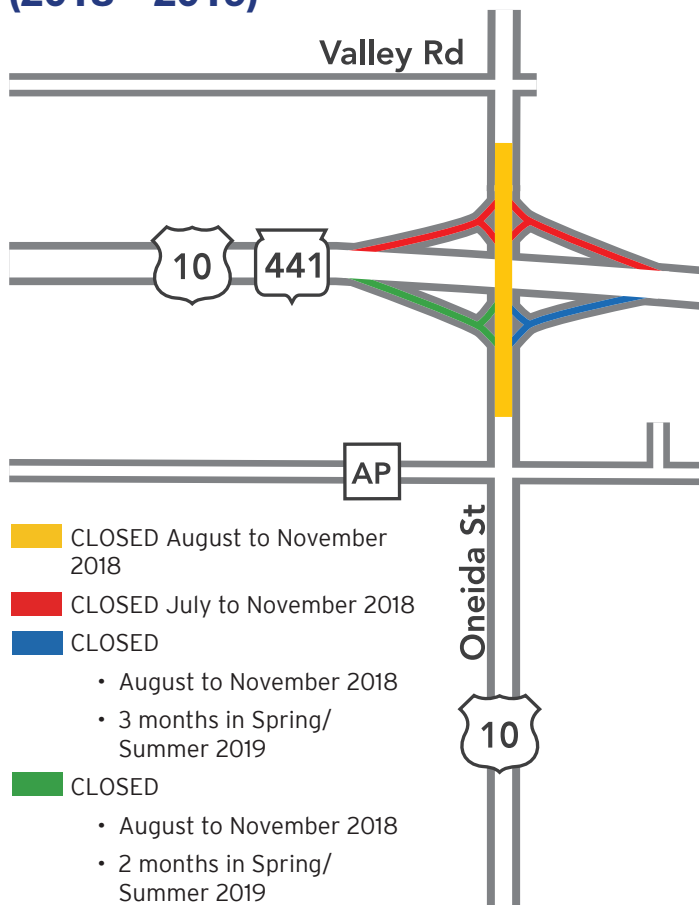 Valley Rd
10
441
AP
Oneida St
10
CLOSED August to November
2018
CLOSED July to November 2018
CLOSED
• August to November 2018
• 3 months in Spring/
Summer 2019
CLOSED
• August to November 2018
• 2 months in Spring/
Summer 2019